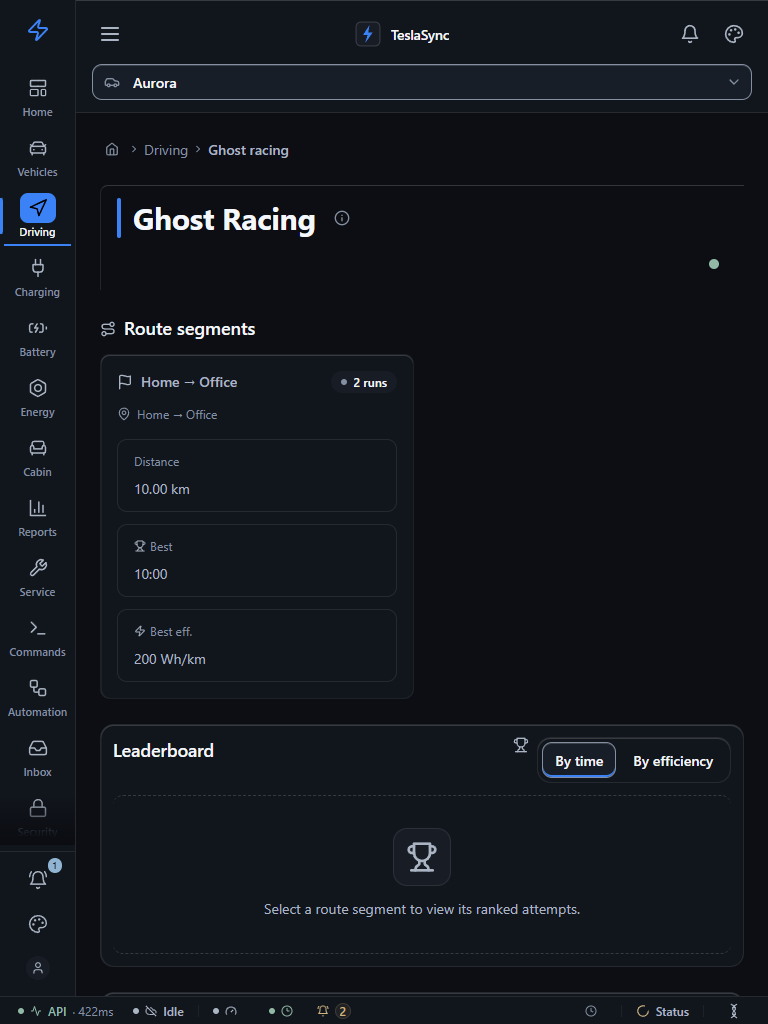 TeslaSync
Aurora
Home
Vehicles
Driving
Charging
Battery
Energy
Cabin
Reports
Service
Commands
Automation
Inbox
Security
1
Driving
Ghost racing
Ghost Racing
Route segments
Home → Office
2 runs
Home → Office
Distance
10.00 km
Best
10:00
Best eff.
200 Wh/km
Leaderboard
By time
By efficiency
Select a route segment to view its ranked attempts.
API · 422ms
Idle
2
Status